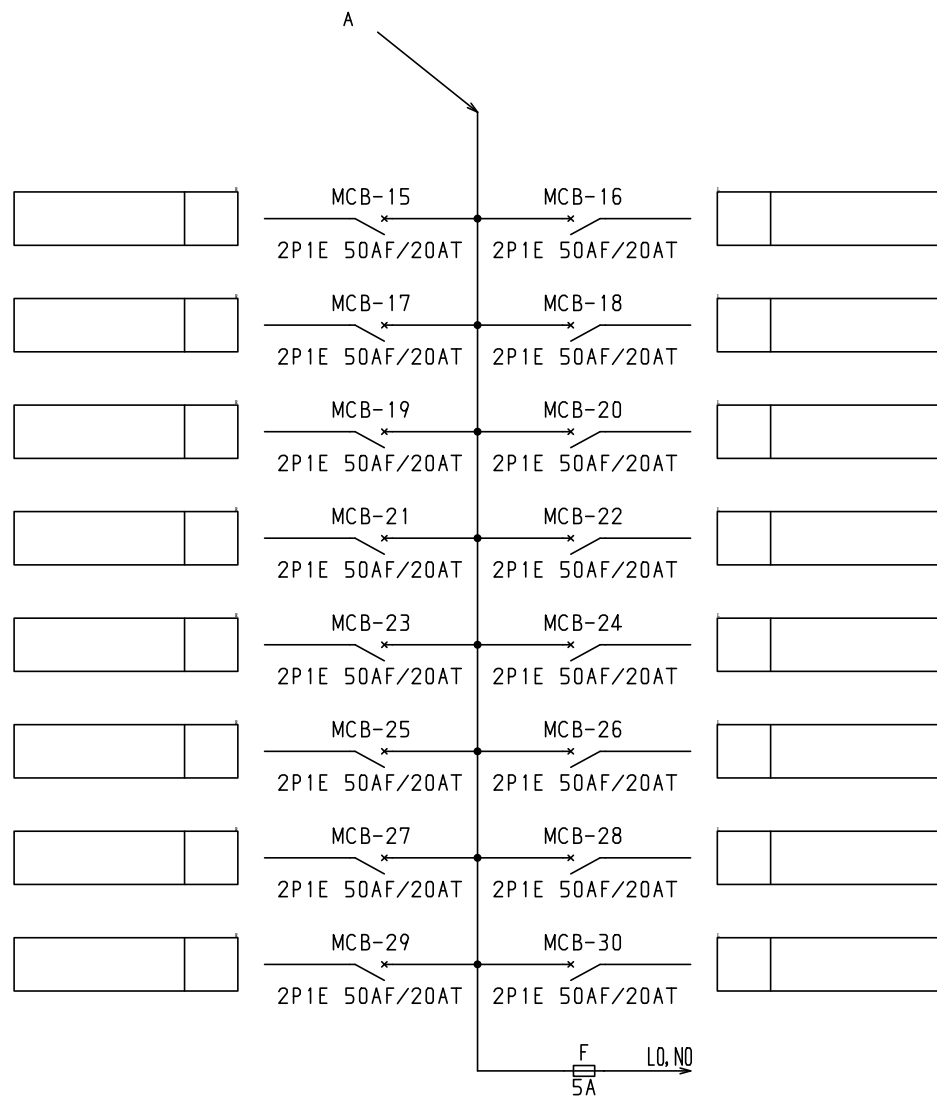 A
MCB-15 MCB-16
2P1E 50AF/20AT 2P1E 50AF/20AT
MCB-17 MCB-18
2P1E 50AF/20AT 2P1E 50AF/20AT
MCB-19 MCB-20
2P1E 50AF/20AT 2P1E 50AF/20AT
MCB-21 MCB-22
2P1E 50AF/20AT 2P1E 50AF/20AT
MCB-23 MCB-24
2P1E 50AF/20AT 2P1E 50AF/20AT
MCB-25 MCB-26
2P1E 50AF/20AT 2P1E 50AF/20AT
MCB-27 MCB-28
2P1E 50AF/20AT 2P1E 50AF/20AT
MCB-29 MCB-30
2P1E 50AF/20AT 2P1E 50AF/20AT
F L0,N0
5A